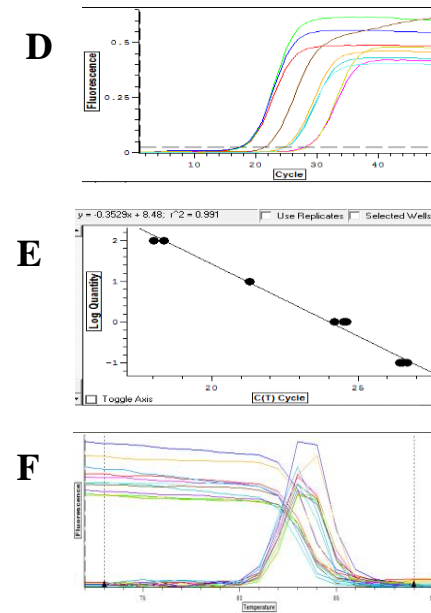 D
Fluorescence
0.5
0.25
0
10
20
30
40
Cycle
y = -0.3529x + 8.48; r^2 = 0.991
Use Replicates
Selected Wells
E
Log Quantity
2
1
0
-1
20
25
Toggle Axis
C(T) Cycle
F
Fluorescence
Temperature